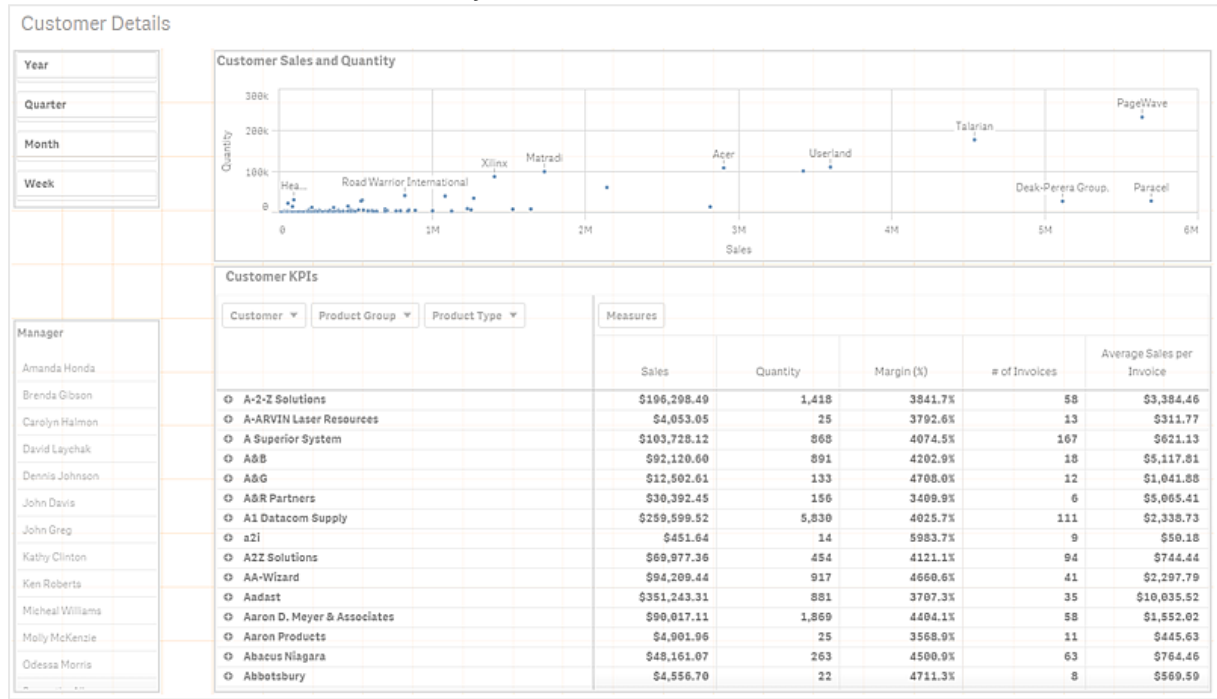 Customer Details
Year
Quarter
Month
Week
Customer Sales and Quantity
300k
200k
100k
0
Quantity
PageWave
Talarian
Acer
Userland
Xilinx
Matradi
Hea...
Road Warrior International
Deak-Perera Group.
Paracel
0 1M 2M 3M 4M 5M 6M
Sales
Manager
Amanda Honda
Brenda Gibson
Carolyn Halmon
David Laychak
Dennis Johnson
John Davis
John Greg
Kathy Clinton
Ken Roberts
Micheal Williams
Molly McKenzie
Odessa Morris
Customer KPIs
Customer Product Group Product Type Measures
Sales Quantity Margin (%) # of Invoices Average Sales per Invoice
A-2-Z Solutions $196,298.49 1,418 3841.7% 58 $3,384.46
A-ARVIN Laser Resources $4,053.05 25 3792.6% 13 $311.77
A Superior System $103,728.12 868 4074.5% 167 $621.13
A&B $92,120.60 891 4202.9% 18 $5,117.81
A&G $12,502.61 133 4708.0% 12 $1,041.88
A&R Partners $30,392.45 156 3409.9% 6 $5,065.41
A1 Datacom Supply $259,599.52 5,830 4025.7% 111 $2,338.73
a2i $451.64 14 5983.7% 9 $50.18
A2Z Solutions $69,977.36 454 4121.1% 94 $744.44
AA-Wizard $94,209.44 917 4660.6% 41 $2,297.79
Aadast $351,243.31 881 3707.3% 35 $10,035.52
Aaron D. Meyer & Associates $90,017.11 1,869 4404.1% 58 $1,552.02
Aaron Products $4,901.96 25 3568.9% 11 $445.63
Abacus Niagara $48,161.07 263 4500.9% 63 $764.46
Abbotsbury $4,556.70 22 4711.3% 8 $569.59